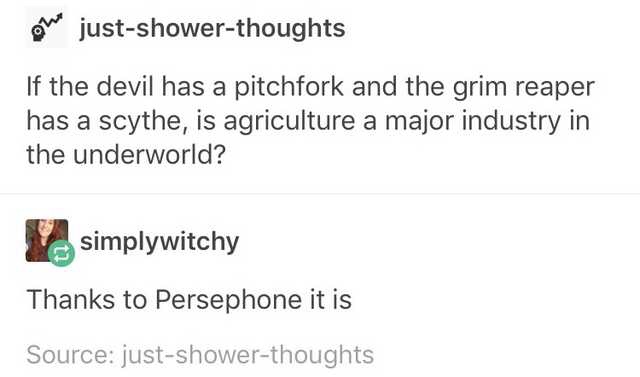 just-shower-thoughts
If the devil has a pitchfork and the grim reaper
has a scythe, is agriculture a major industry in
the underworld?
simplywitchy
Thanks to Persephone it is
Source: just-shower-thoughts